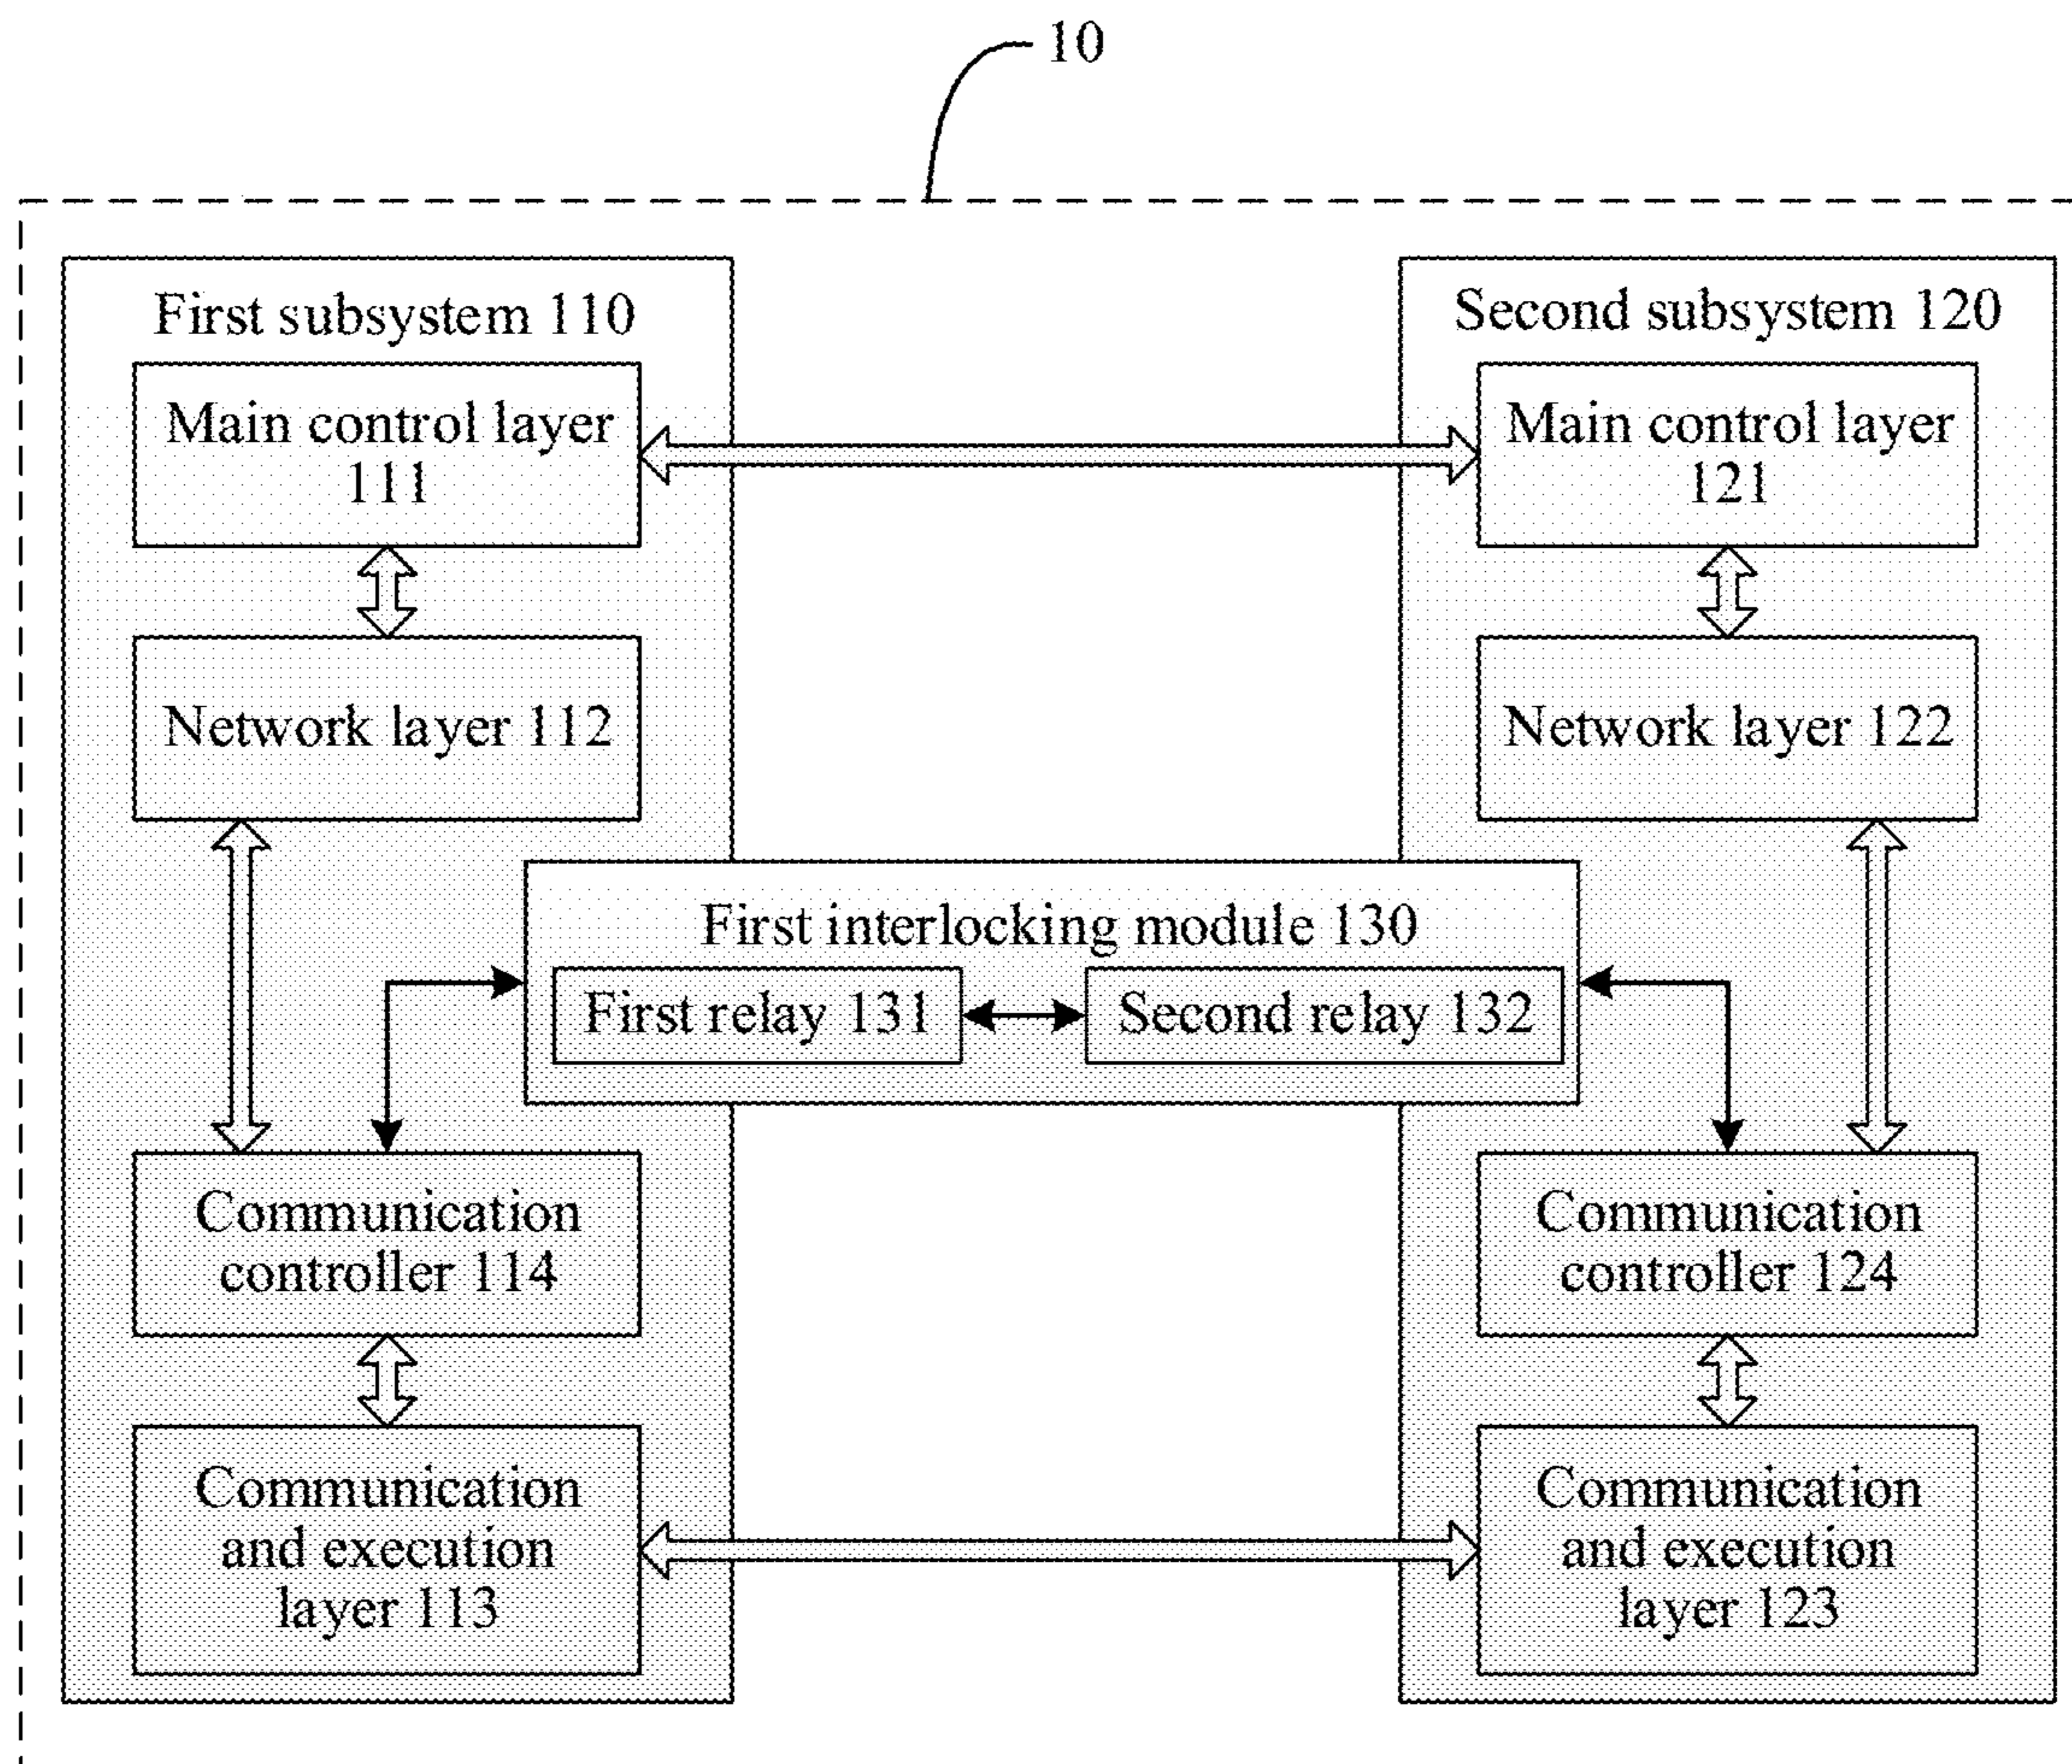 10
First subsystem 110
Second subsystem 120
Main control layer
111
Main control layer
121
Network layer 112
Network layer 122
First interlocking module 130
First relay 131
Second relay 132
Communication
controller 114
Communication
controller 124
Communication
and execution
layer 113
Communication
and execution
layer 123